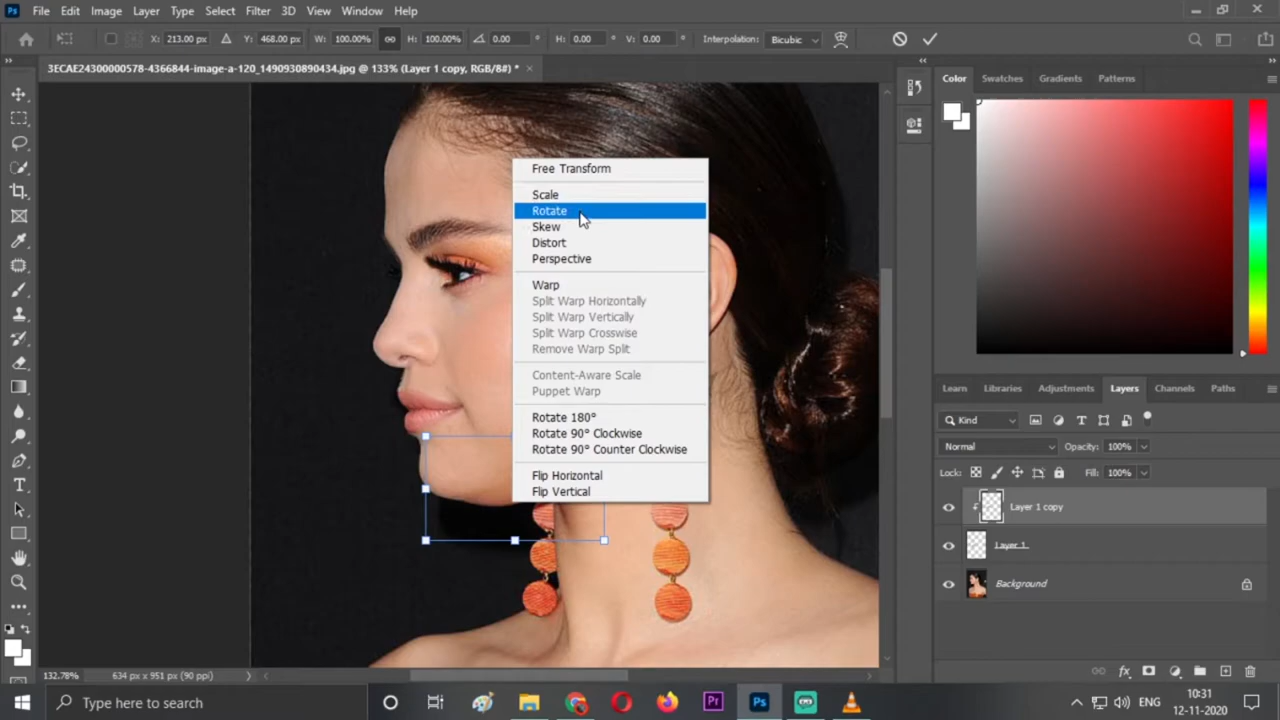 Ps File Edit Image Layer Type Select Filter 3D View Window Help
X: 213.00 px Y: 468.00 px W: 100.00% H: 100.00% 0.00 ° H: 0.00 ° V: 0.00 ° Interpolation: Bicubic
3ECAE24300000578-4366844-image-a-120_1490930890434.jpg @ 133% (Layer 1 copy, RGB/8#) * ×
Color Swatches Gradients Patterns
Free Transform
Scale
Rotate
Skew
Distort
Perspective
Warp
Split Warp Horizontally
Split Warp Vertically
Split Warp Crosswise
Remove Warp Split
Content-Aware Scale
Puppet Warp
Rotate 180°
Rotate 90° Clockwise
Rotate 90° Counter Clockwise
Flip Horizontal
Flip Vertical
Learn Libraries Adjustments Layers Channels Paths
Kind
Normal Opacity: 100%
Lock: Fill: 100%
Layer 1 copy
Layer 1
Background
132.78% 634 px x 951 px (90 ppi)
Type here to search
Pr Ps
ENG
10:31
12-11-2020